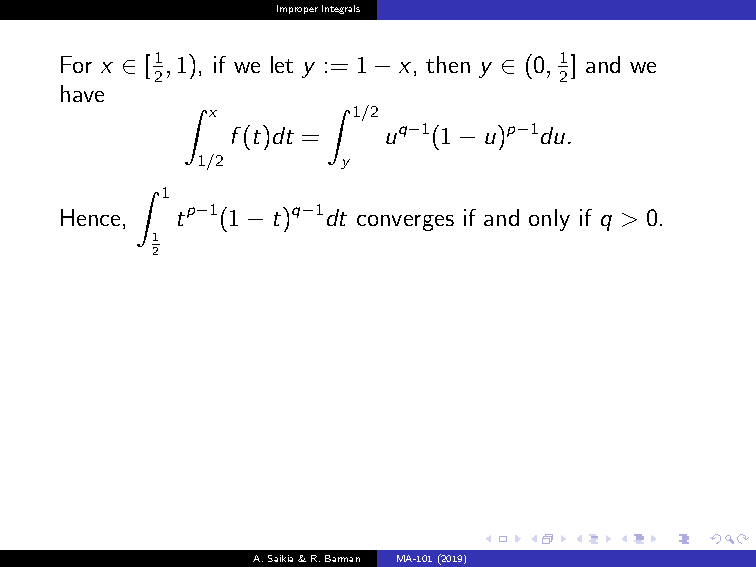 Improper Integrals
For x ∈ [½, 1), if we let y := 1 − x, then y ∈ (0, ½] and we
have
∫_{1/2}^{x} f(t)dt = ∫_{y}^{1/2} u^{q−1}(1 − u)^{p−1}du.
Hence, ∫_{½}^{1} t^{p−1}(1 − t)^{q−1}dt converges if and only if q > 0.
A. Saikia & R. Barman MA-101 (2019)